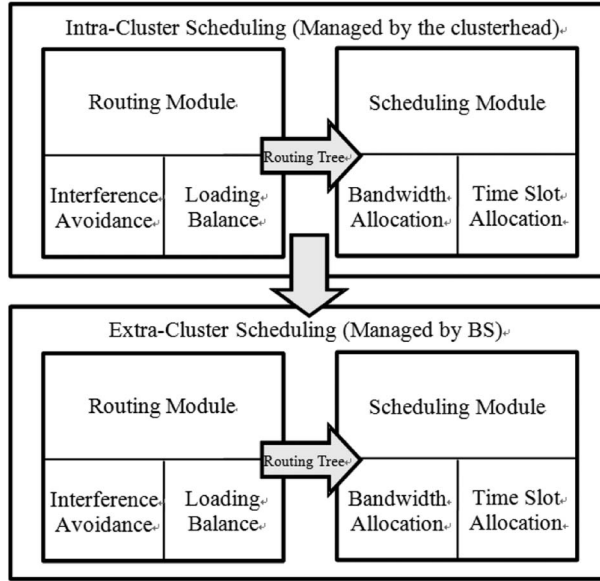 Intra-Cluster Scheduling (Managed by the clusterhead)
Routing Module
Scheduling Module
Routing Tree
Interference
Avoidance
Loading
Balance
Bandwidth
Allocation
Time Slot
Allocation
Extra-Cluster Scheduling (Managed by BS)
Routing Module
Scheduling Module
Routing Tree
Interference
Avoidance
Loading
Balance
Bandwidth
Allocation
Time Slot
Allocation